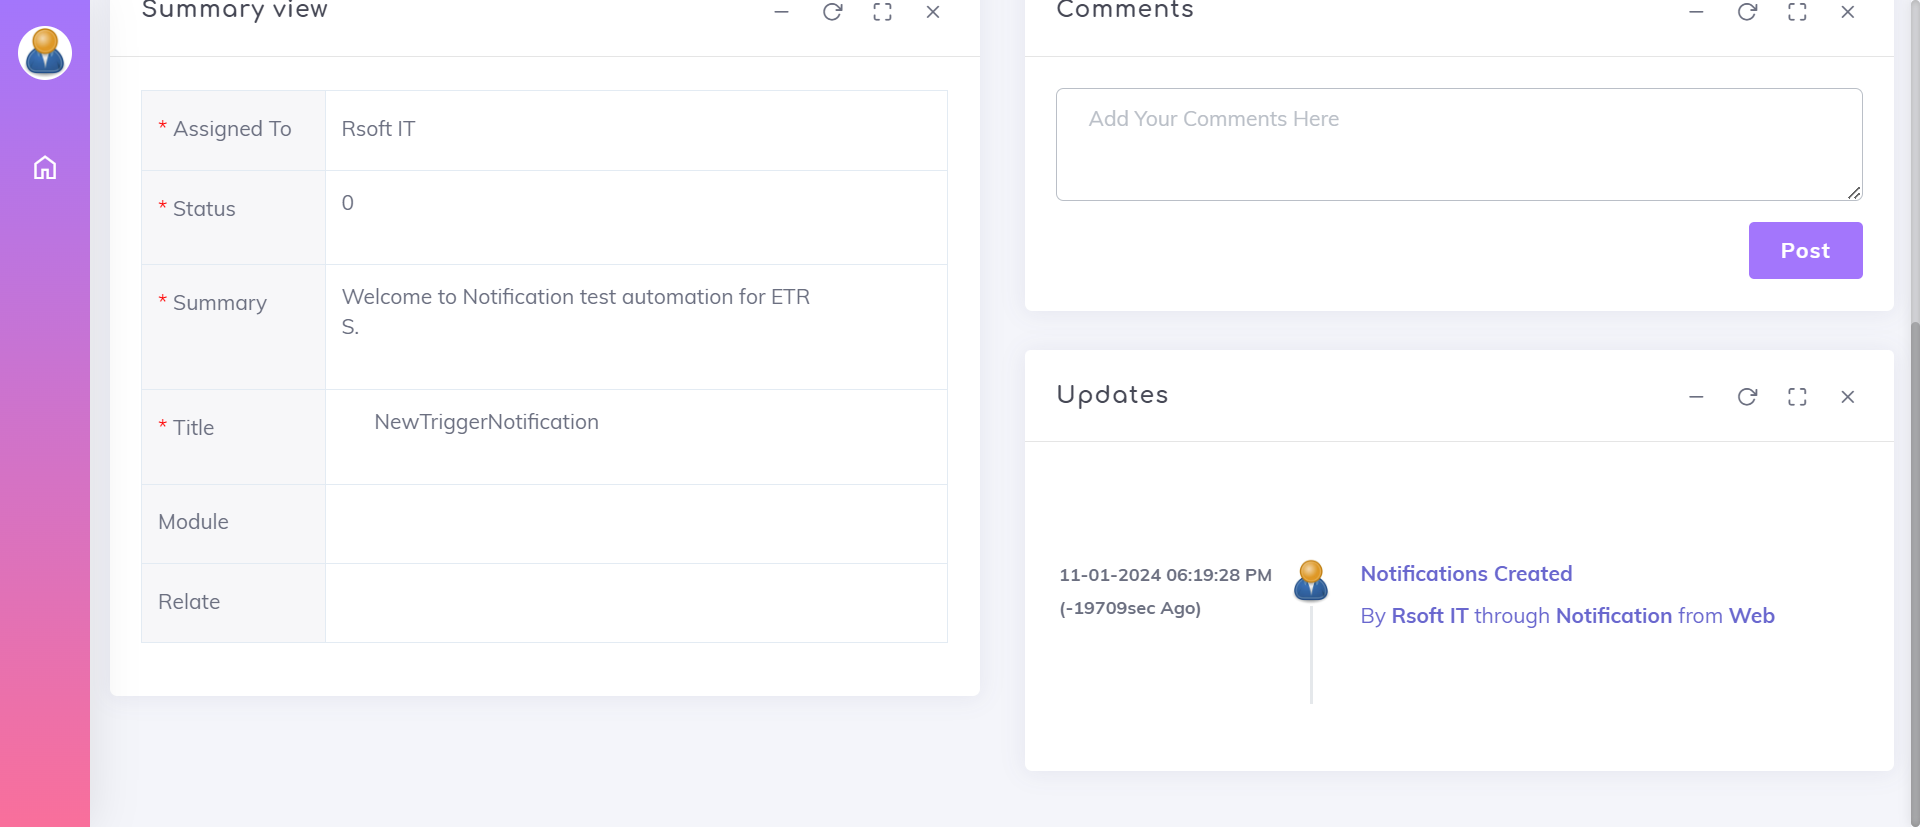 Summary view
* Assigned To
Rsoft IT
* Status
0
* Summary
Welcome to Notification test automation for ETR
S.
* Title
NewTriggerNotification
Module
Relate
Comments
Add Your Comments Here
Post
Updates
11-01-2024 06:19:28 PM
(-19709sec Ago)
Notifications Created
By Rsoft IT through Notification from Web